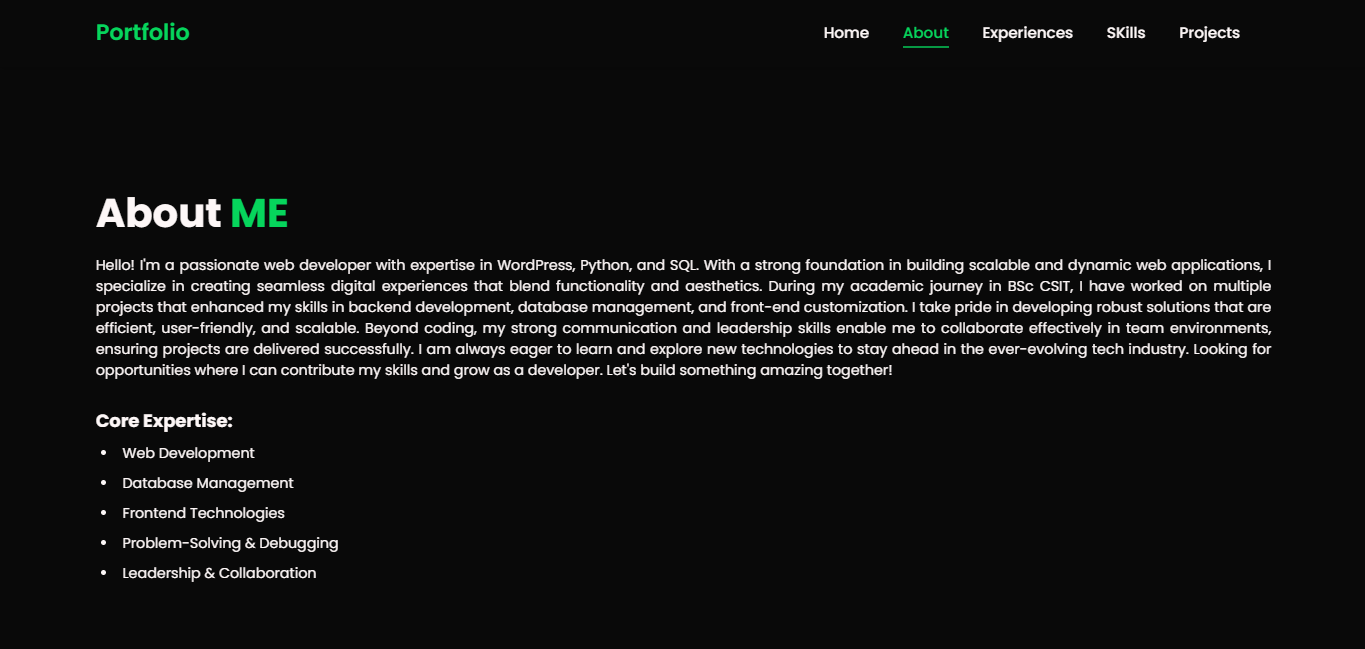 Portfolio
Home About Experiences SKills Projects
About ME
Hello! I'm a passionate web developer with expertise in WordPress, Python, and SQL. With a strong foundation in building scalable and dynamic web applications, I
specialize in creating seamless digital experiences that blend functionality and aesthetics. During my academic journey in BSc CSIT, I have worked on multiple
projects that enhanced my skills in backend development, database management, and front-end customization. I take pride in developing robust solutions that are
efficient, user-friendly, and scalable. Beyond coding, my strong communication and leadership skills enable me to collaborate effectively in team environments,
ensuring projects are delivered successfully. I am always eager to learn and explore new technologies to stay ahead in the ever-evolving tech industry. Looking for
opportunities where I can contribute my skills and grow as a developer. Let's build something amazing together!
Core Expertise:
• Web Development
• Database Management
• Frontend Technologies
• Problem-Solving & Debugging
• Leadership & Collaboration